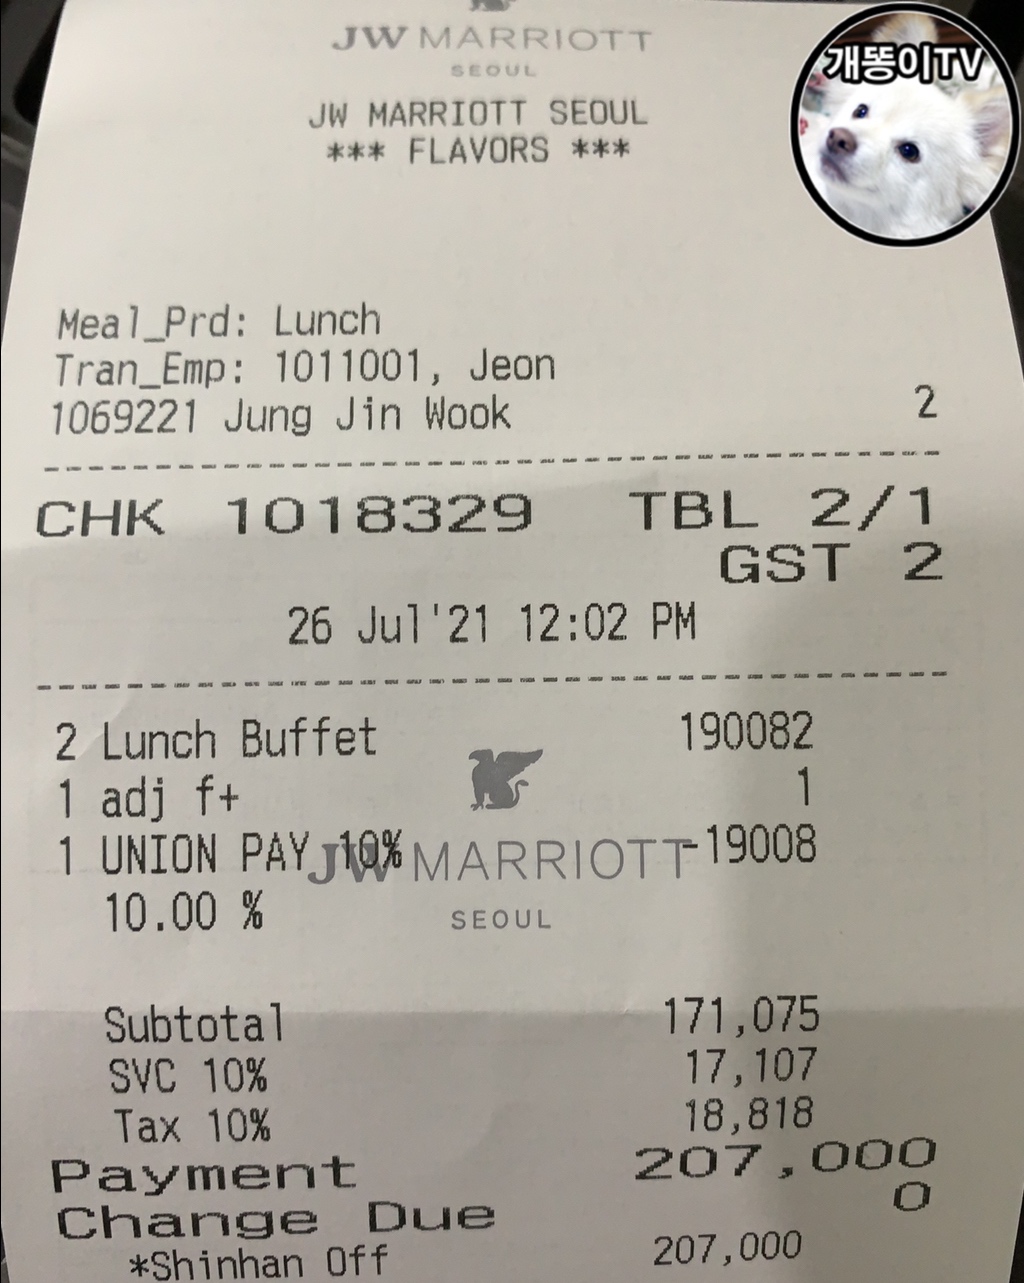 JW MARRIOTT
SEOUL
개똥이TV
JW MARRIOTT SEOUL
*** FLAVORS ***
Meal_Prd: Lunch
Tran_Emp: 1011001, Jeon
1069221 Jung Jin Wook 2
CHK 1018329 TBL 2/1
GST 2
26 Jul'21 12:02 PM
2 Lunch Buffet 190082
1 adj f+ 1
1 UNION PAY 10% -19008
10.00 %
JW MARRIOTT
SEOUL
Subtotal 171,075
SVC 10% 17,107
Tax 10% 18,818
Payment 207,000
Change Due 0
*Shinhan Off 207,000